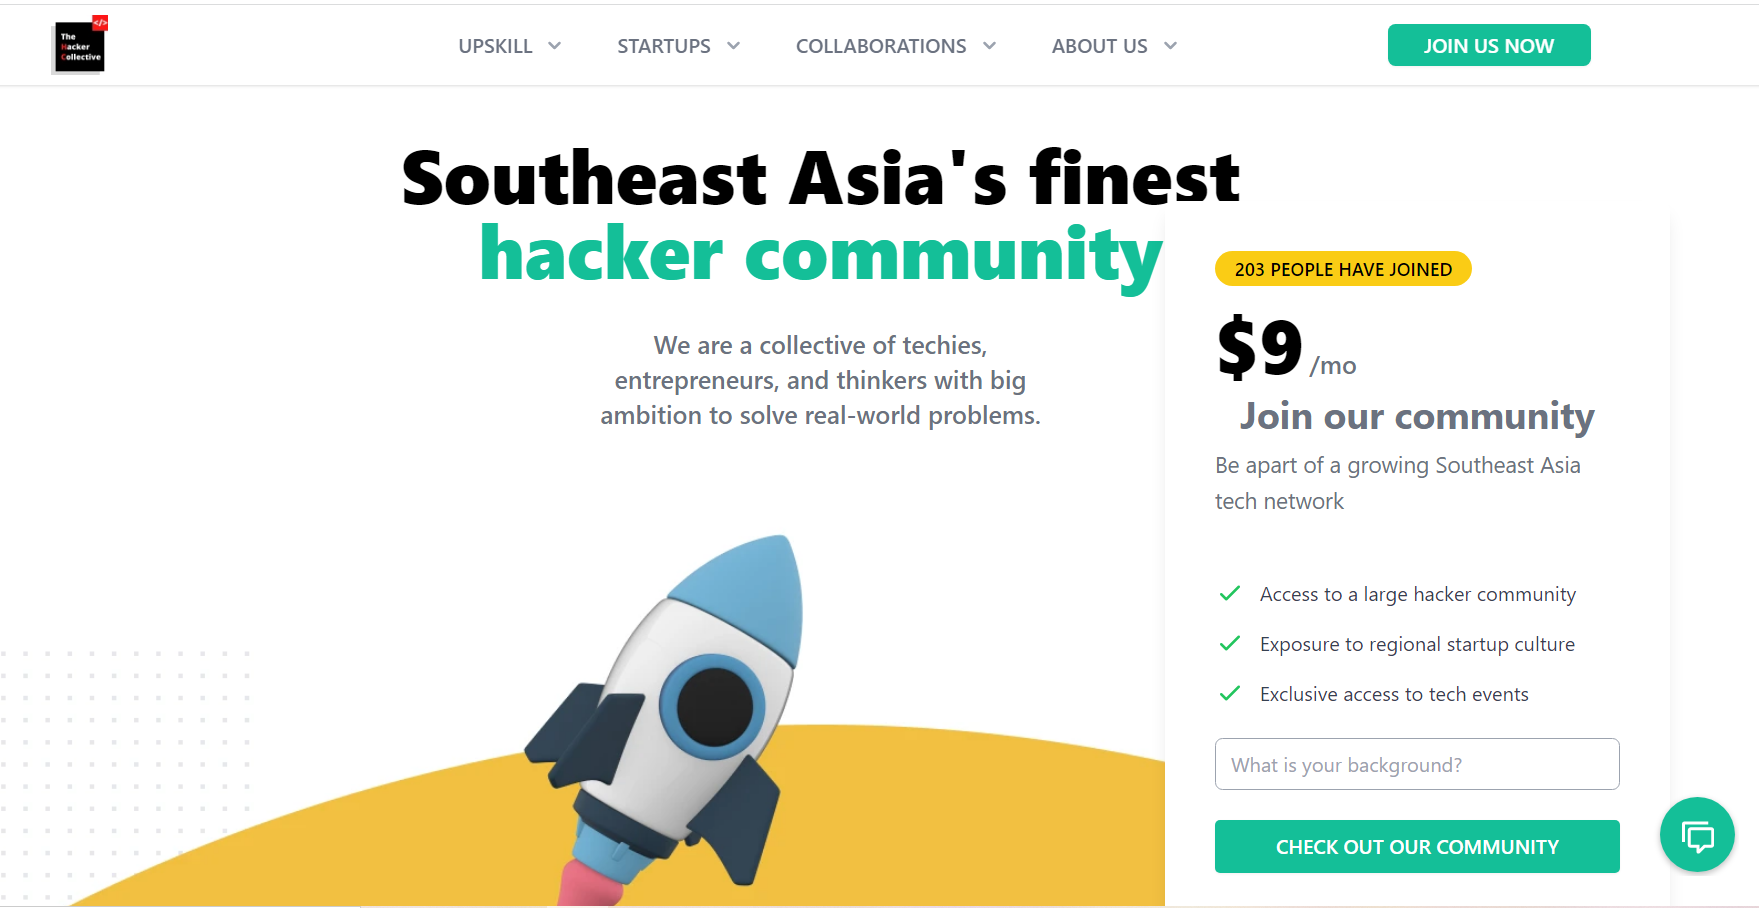 </>
The
Hacker
Collective
UPSKILL
STARTUPS
COLLABORATIONS
ABOUT US
JOIN US NOW
Southeast Asia's finest
hacker community
We are a collective of techies,
entrepreneurs, and thinkers with big
ambition to solve real-world problems.
203 PEOPLE HAVE JOINED
$9 /mo
Join our community
Be apart of a growing Southeast Asia
tech network
Access to a large hacker community
Exposure to regional startup culture
Exclusive access to tech events
What is your background?
CHECK OUT OUR COMMUNITY